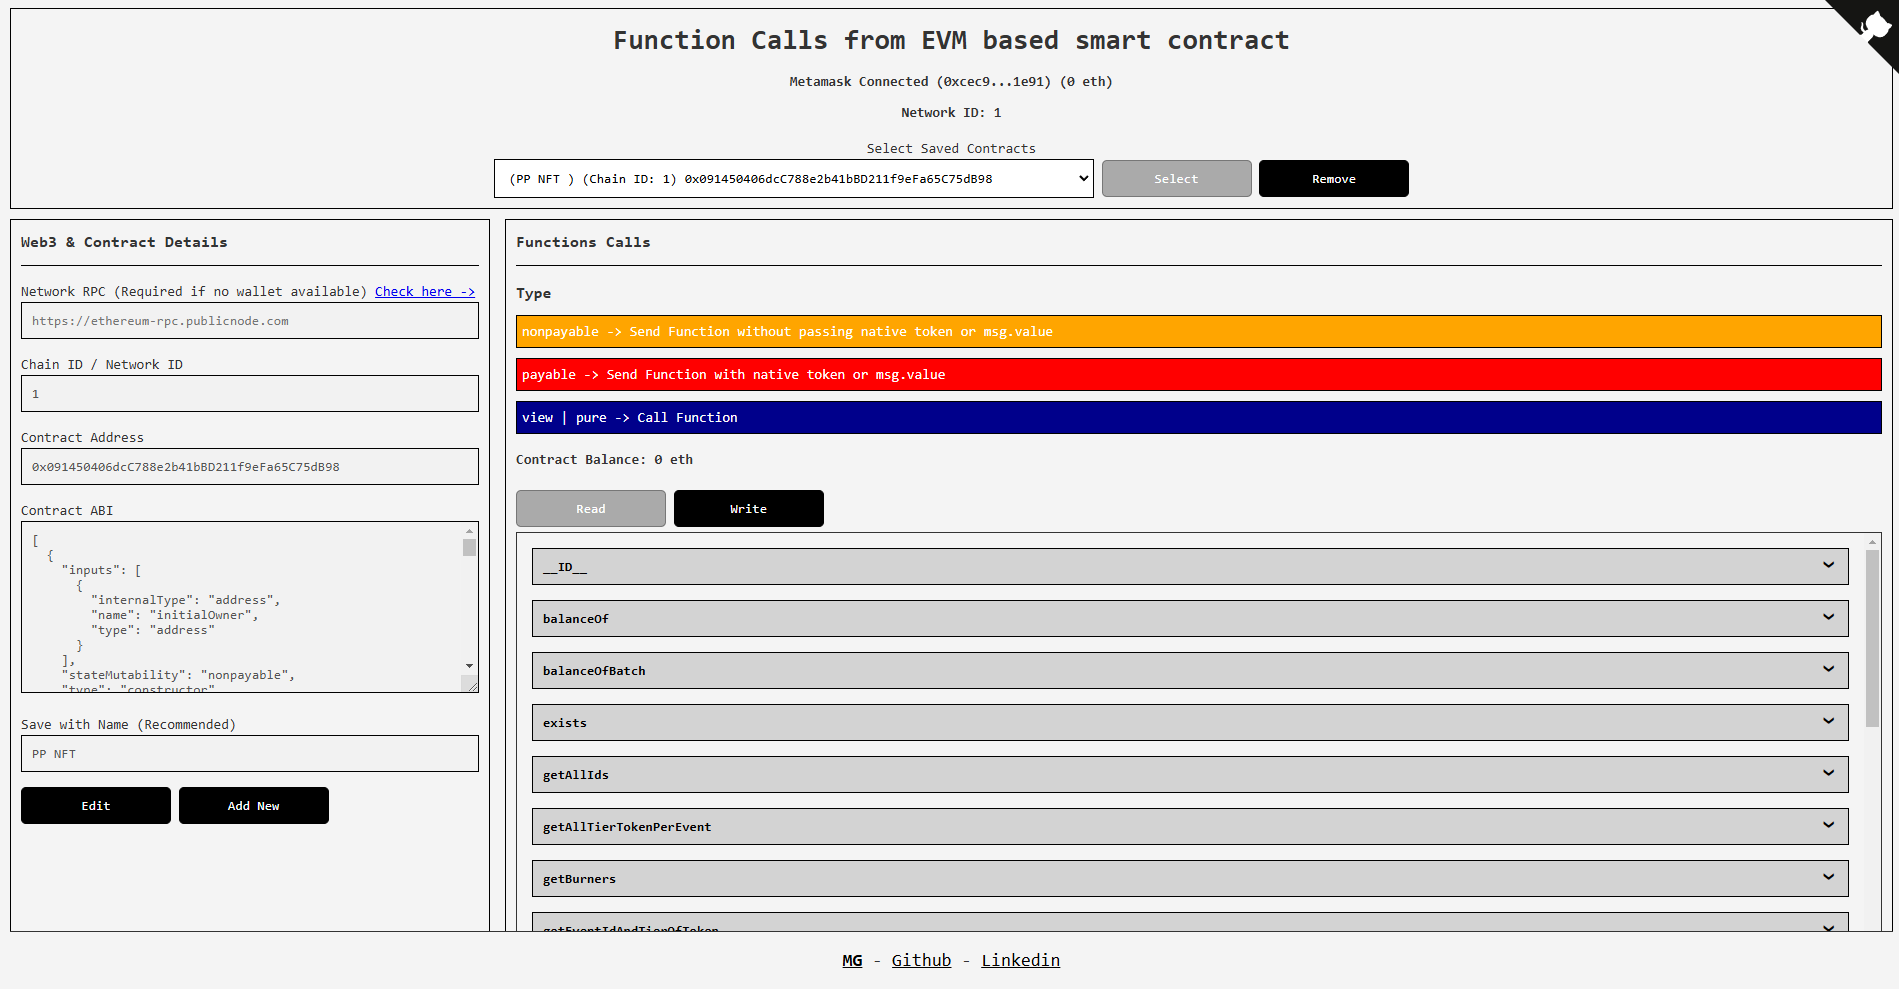 Function Calls from EVM based smart contract
Metamask Connected (0xcec9...1e91) (0 eth)
Network ID: 1
Select Saved Contracts
(PP NFT ) (Chain ID: 1) 0x091450406dcC788e2b41bBD211f9eFa65C75dB98
Select
Remove
Web3 & Contract Details
Network RPC (Required if no wallet available) Check here ->
https://ethereum-rpc.publicnode.com
Chain ID / Network ID
1
Contract Address
0x091450406dcC788e2b41bBD211f9eFa65C75dB98
Contract ABI
[
{
"inputs": [
{
"internalType": "address",
"name": "initialOwner",
"type": "address"
}
],
"stateMutability": "nonpayable",
"type": "constructor"
Save with Name (Recommended)
PP NFT
Edit
Add New
Functions Calls
Type
nonpayable -> Send Function without passing native token or msg.value
payable -> Send Function with native token or msg.value
view | pure -> Call Function
Contract Balance: 0 eth
Read
Write
__ID__
balanceOf
balanceOfBatch
exists
getAllIds
getAllTierTokenPerEvent
getBurners
getEventIdAndTierOfToken
MG - Github - Linkedin